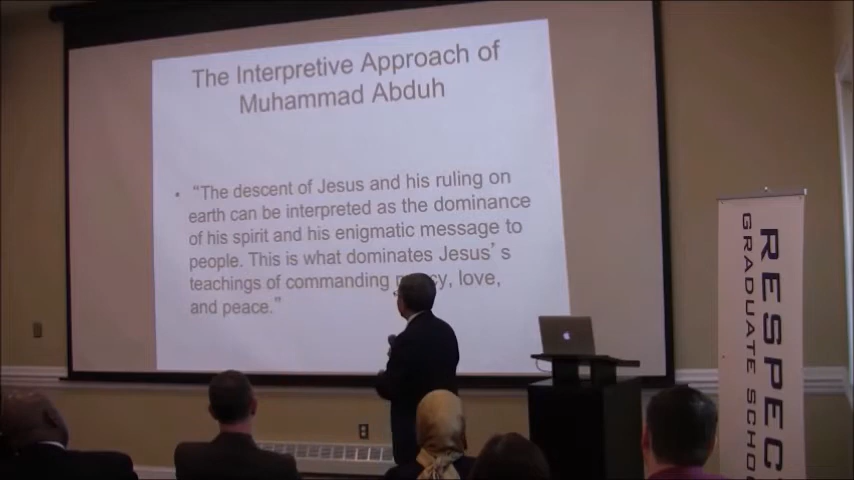 The Interpretive Approach of
Muhammad Abduh
• "The descent of Jesus and his ruling on
earth can be interpreted as the dominance
of his spirit and his enigmatic message to
people. This is what dominates Jesus's
teachings of commanding cy, love,
and peace."
RESPECT
GRADUATE SCHO